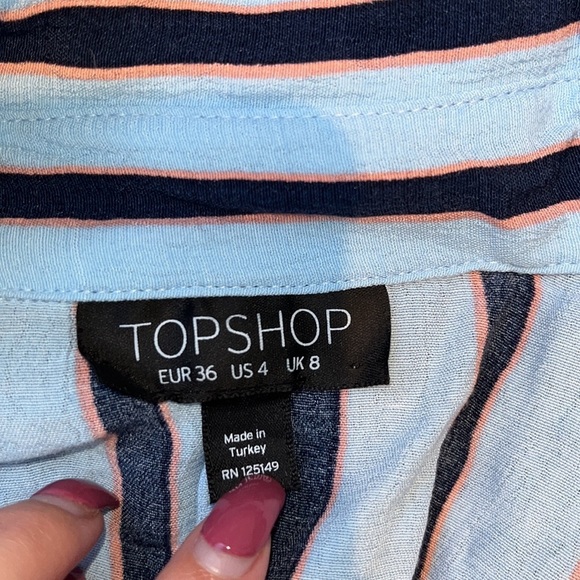 TOPSHOP
EUR 36 US 4 UK 8
Made in
Turkey
RN 125149